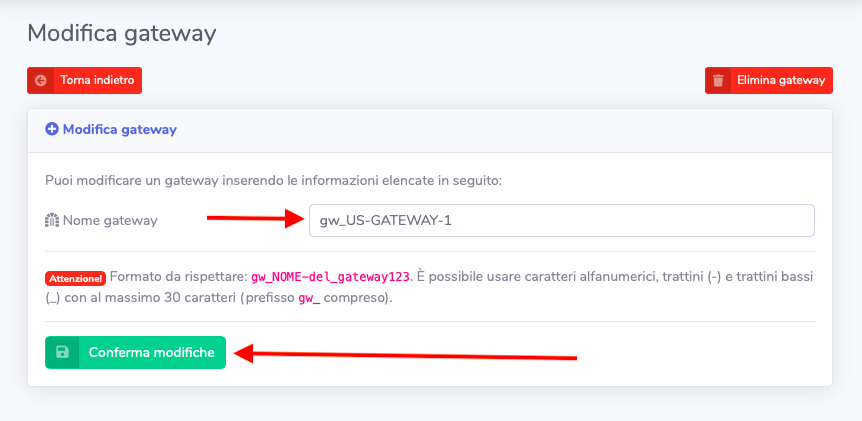 Modifica gateway
Torna indietro
Elimina gateway
Modifica gateway
Puoi modificare un gateway inserendo le informazioni elencate in seguito:
Nome gateway
gw_US-GATEWAY-1
Attenzione! Formato da rispettare: gw_NOME-del_gateway123. È possibile usare caratteri alfanumerici, trattini (-) e trattini bassi
(_) con al massimo 30 caratteri (prefisso gw_ compreso).
Conferma modifiche